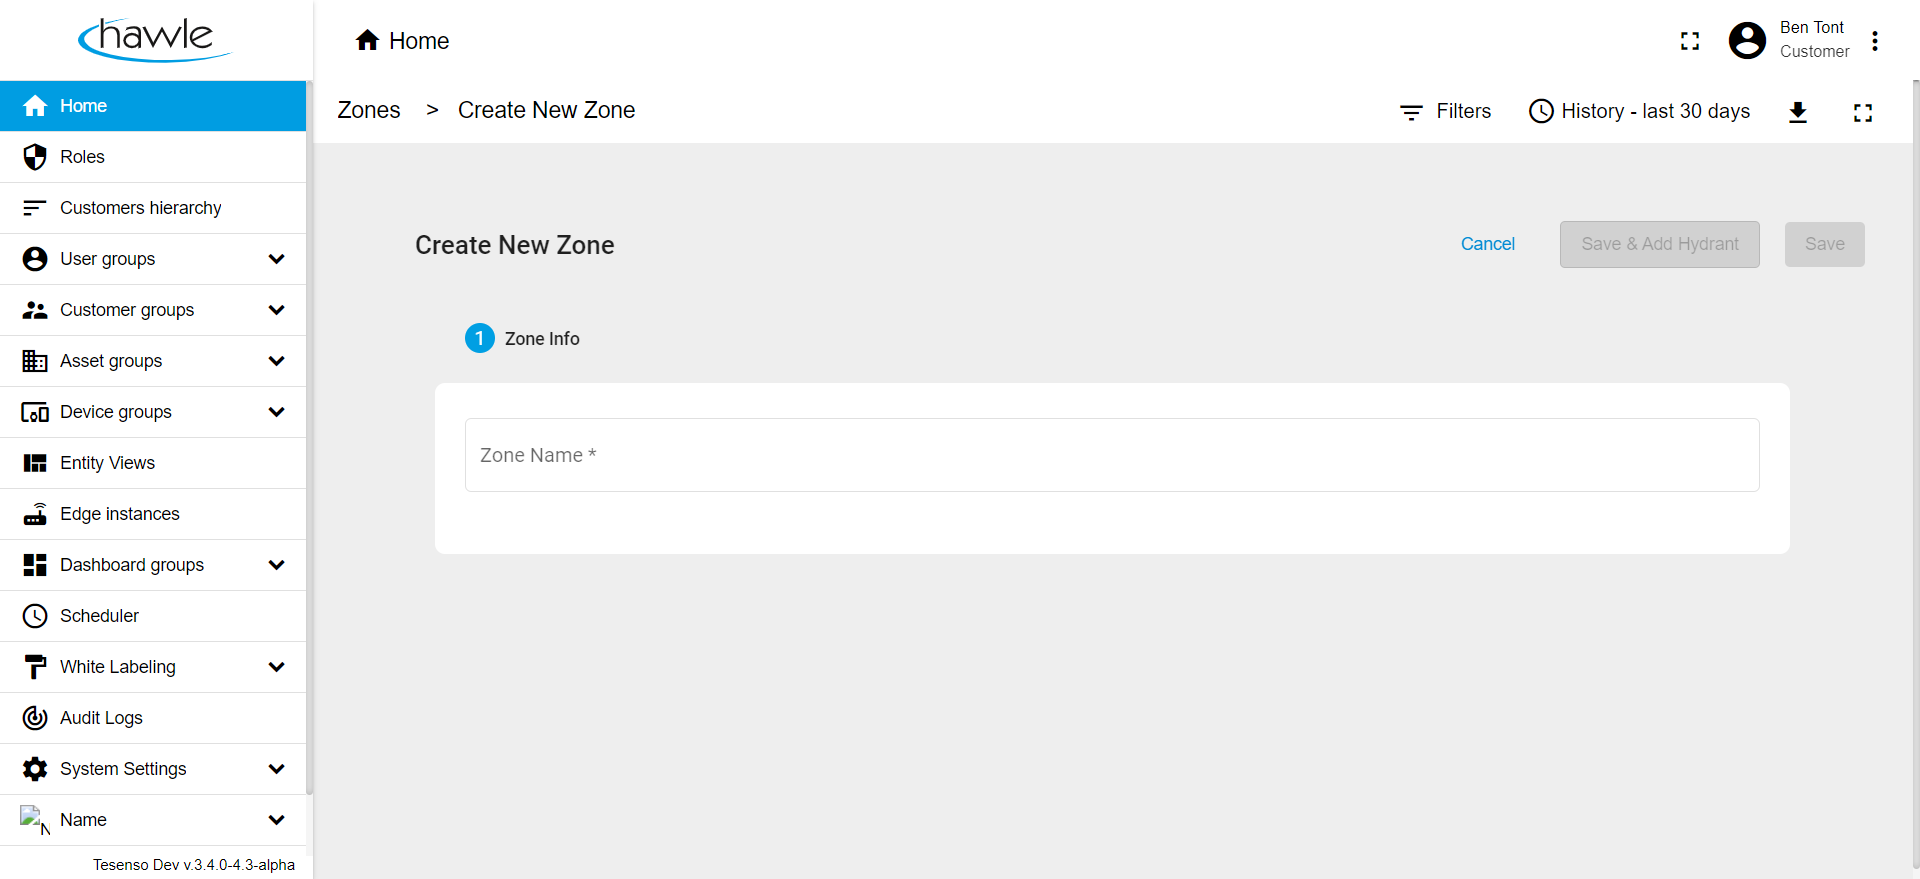 hawle
Home
Ben Tont
Customer
Home
Roles
Customers hierarchy
User groups
Customer groups
Asset groups
Device groups
Entity Views
Edge instances
Dashboard groups
Scheduler
White Labeling
Audit Logs
System Settings
Name
Tesenso Dev v.3.4.0-4.3-alpha
Zones > Create New Zone
Filters
History - last 30 days
Create New Zone
Cancel
Save & Add Hydrant
Save
1 Zone Info
Zone Name *